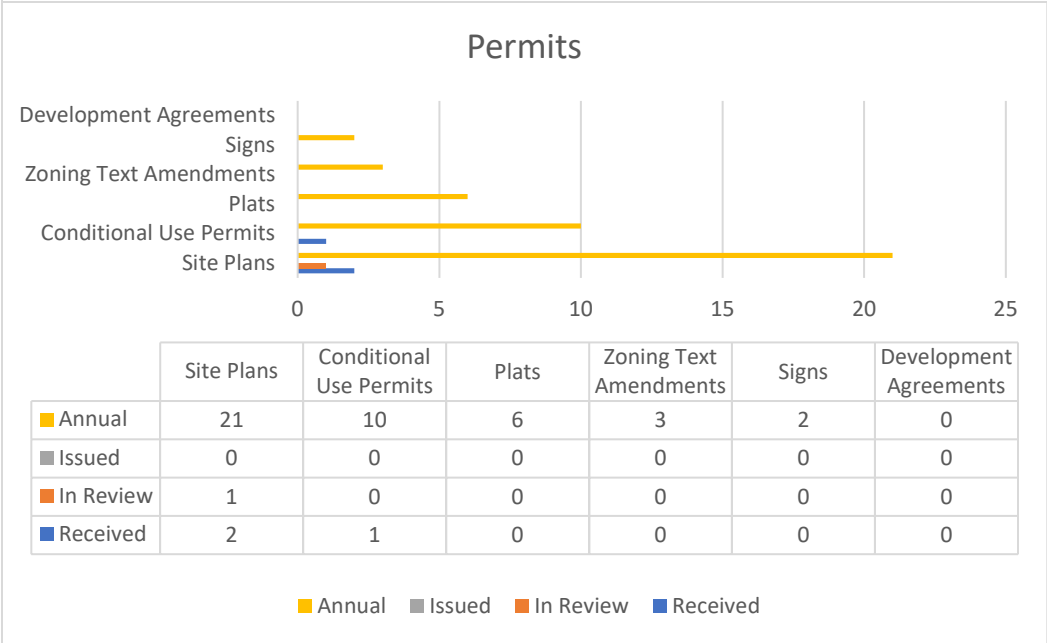 Permits
Development Agreements
Signs
Zoning Text Amendments
Plats
Conditional Use Permits
Site Plans
0 5 10 15 20 25
Site Plans Conditional Use Permits Plats Zoning Text Amendments Signs Development Agreements
Annual 21 10 6 3 2 0
Issued 0 0 0 0 0 0
In Review 1 0 0 0 0 0
Received 2 1 0 0 0 0
Annual Issued In Review Received